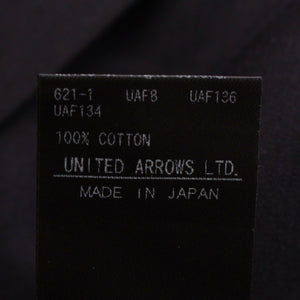 621-1 UAF8 UAF136
UAF134
100% COTTON
UNITED ARROWS LTD.
MADE IN JAPAN